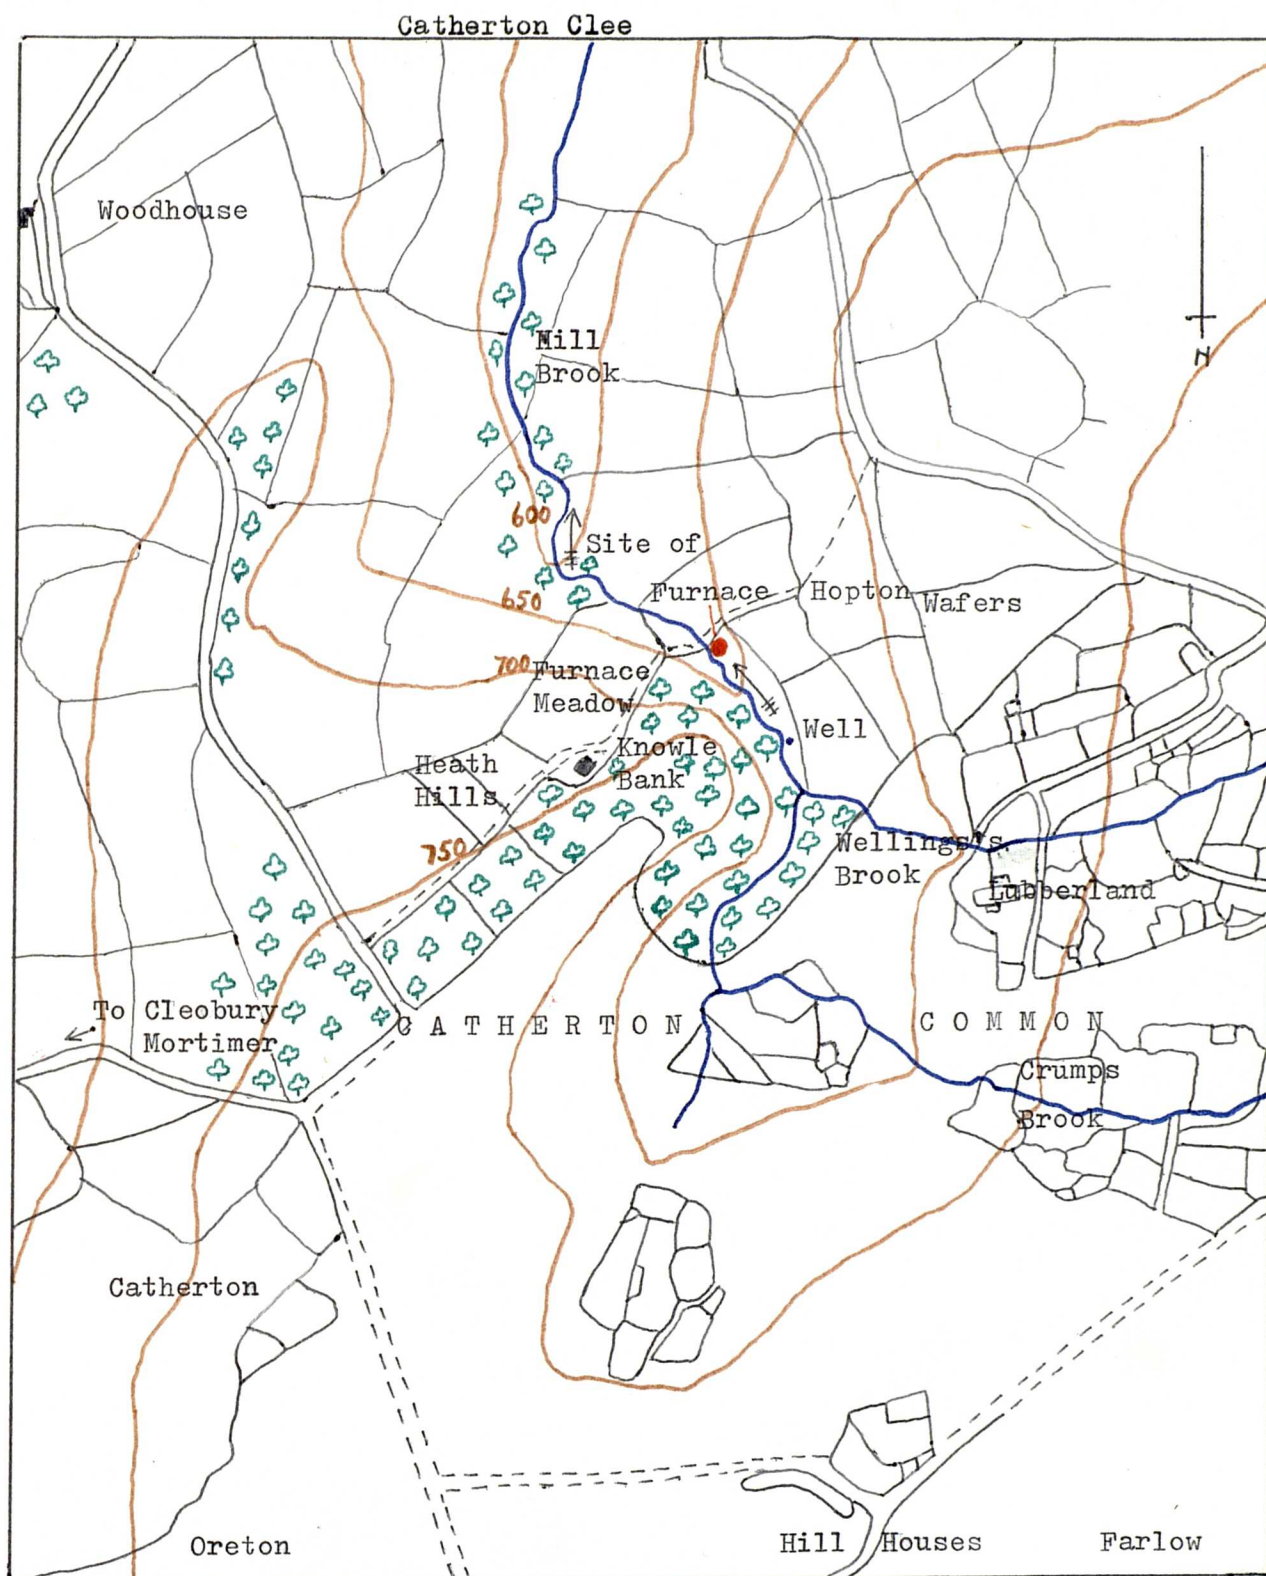 Catherton Clee
Woodhouse
Mill
Brook
N
600
Site of
Furnace
650
Hopton Wafers
700
Furnace
Meadow
Well
Heath
Hills
Knowle
Bank
750
Wellings's
Brook
Lubberland
To Cleobury
Mortimer
CATHERTON COMMON
Crumps
Brook
Catherton
Oreton
Hill Houses
Farlow